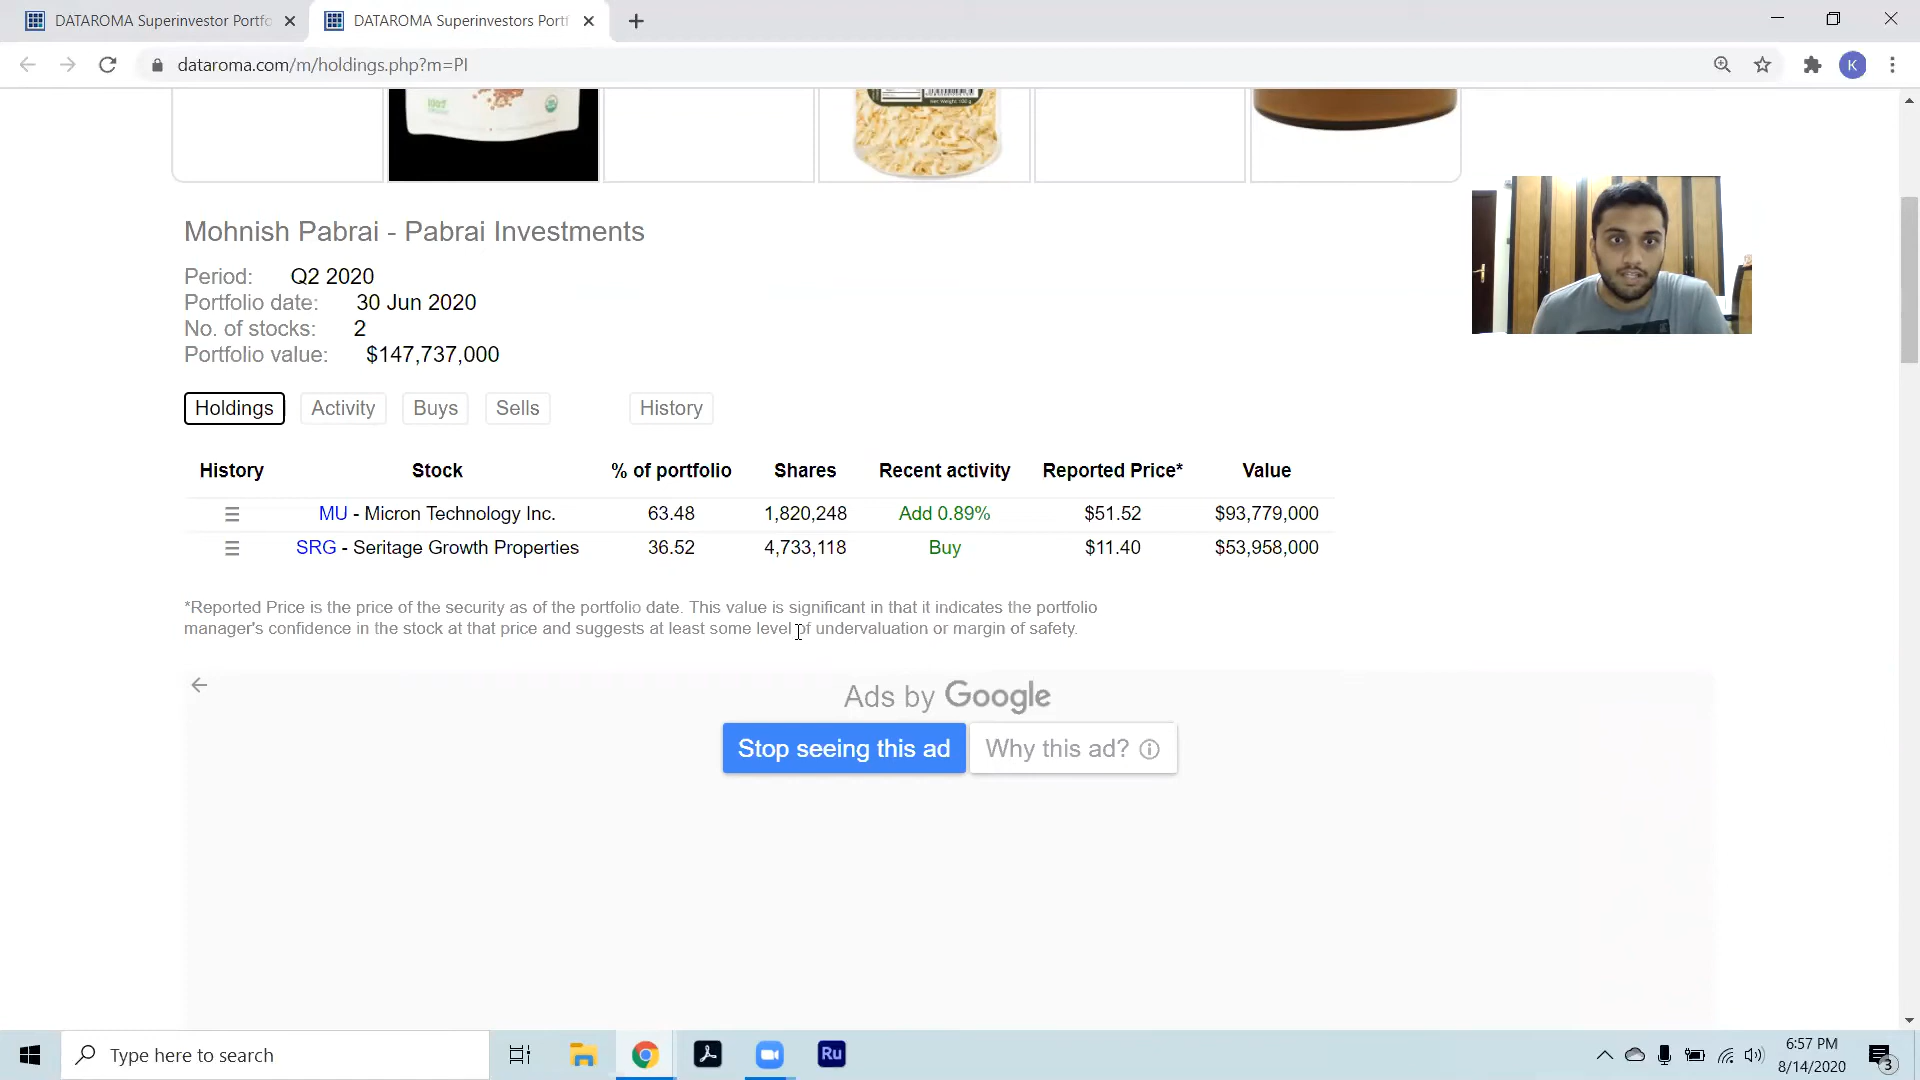 DATAROMA Superinvestor Portfo
DATAROMA Superinvestors Portf
dataroma.com/m/holdings.php?m=PI
K
Mohnish Pabrai - Pabrai Investments
Period: Q2 2020
Portfolio date: 30 Jun 2020
No. of stocks: 2
Portfolio value: $147,737,000
Holdings Activity Buys Sells History
History Stock % of portfolio Shares Recent activity Reported Price* Value
MU - Micron Technology Inc. 63.48 1,820,248 Add 0.89% $51.52 $93,779,000
SRG - Seritage Growth Properties 36.52 4,733,118 Buy $11.40 $53,958,000
*Reported Price is the price of the security as of the portfolio date. This value is significant in that it indicates the portfolio
manager's confidence in the stock at that price and suggests at least some level of undervaluation or margin of safety.
Ads by Google
Stop seeing this ad Why this ad?
Type here to search
Ru
6:57 PM
8/14/2020
3